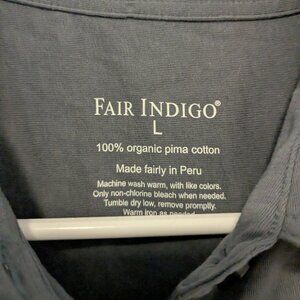 FAIR INDIGO®
L
100% organic pima cotton
Made fairly in Peru
Machine wash warm, with like colors.
Only non-chlorine bleach when needed.
Tumble dry low, remove promptly.
Warm iron as needed